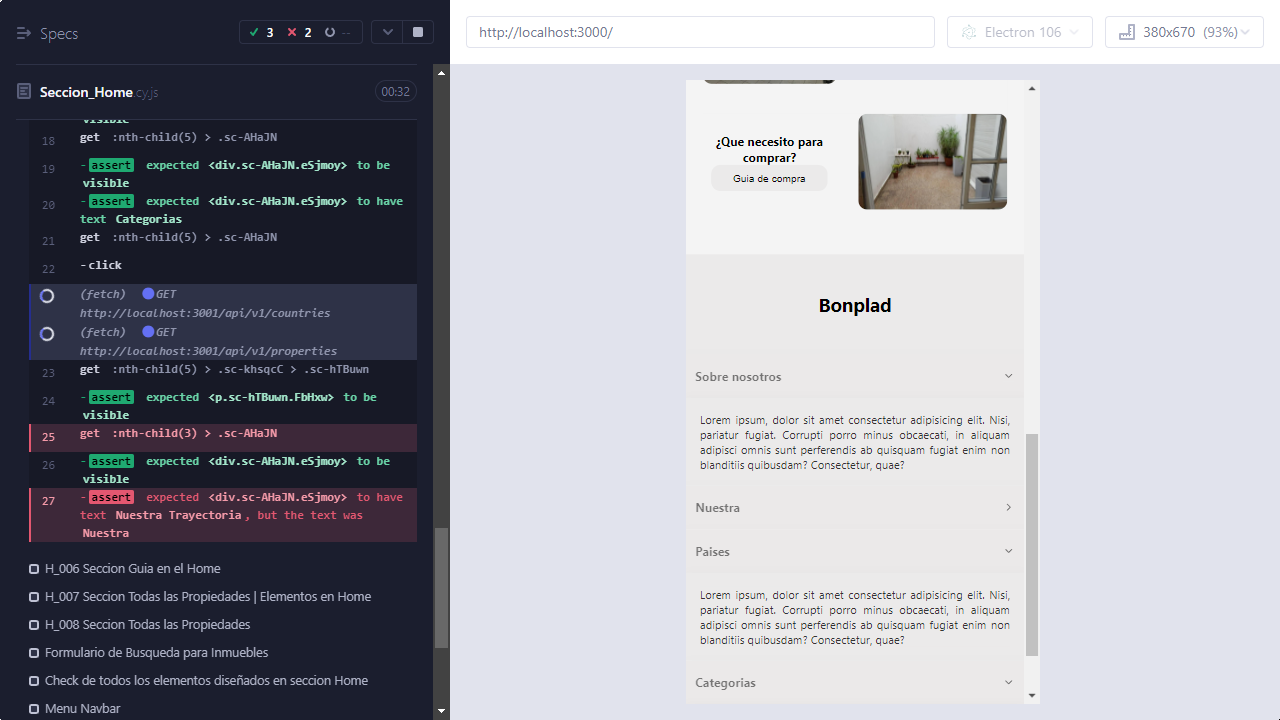 Specs
3
2
--
http://localhost:3000/
Electron 106
380x670 (93%)
Seccion_Home.cy.js
00:32
visible
18 get :nth-child(5) > .sc-AHaJN
19 -assert expected <div.sc-AHaJN.eSjmoy> to be
visible
20 -assert expected <div.sc-AHaJN.eSjmoy> to have
text Categorias
21 get :nth-child(5) > .sc-AHaJN
22 -click
(fetch) GET
http://localhost:3001/api/v1/countries
(fetch) GET
http://localhost:3001/api/v1/properties
23 get :nth-child(5) > .sc-khsqcC > .sc-hTBuwn
24 -assert expected <p.sc-hTBuwn.FbHxw> to be
visible
25 get :nth-child(3) > .sc-AHaJN
26 -assert expected <div.sc-AHaJN.eSjmoy> to be
visible
27 -assert expected <div.sc-AHaJN.eSjmoy> to have
text Nuestra Trayectoria, but the text was
Nuestra
H_006 Seccion Guia en el Home
H_007 Seccion Todas las Propiedades | Elementos en Home
H_008 Seccion Todas las Propiedades
Formulario de Busqueda para Inmuebles
Check de todos los elementos diseñados en seccion Home
Menu Navbar
¿Que necesito para
comprar?
Guia de compra
Bonplad
Sobre nosotros
Lorem ipsum, dolor sit amet consectetur adipisicing elit. Nisi,
pariatur fugiat. Corrupti porro minus obcaecati, in aliquam
adipisci omnis sunt perferendis ab quisquam fugiat enim non
blanditiis quibusdam? Consectetur, quae?
Nuestra
Paises
Lorem ipsum, dolor sit amet consectetur adipisicing elit. Nisi,
pariatur fugiat. Corrupti porro minus obcaecati, in aliquam
adipisci omnis sunt perferendis ab quisquam fugiat enim non
blanditiis quibusdam? Consectetur, quae?
Categorias